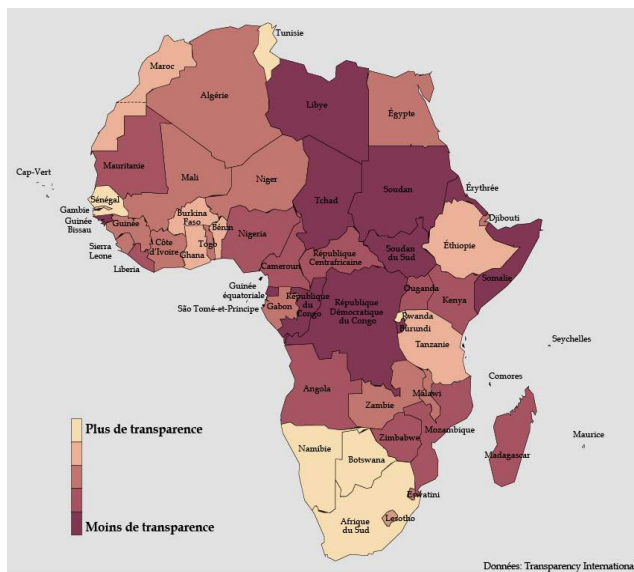 Tunisie
Maroc
Algérie
Libye
Égypte
Cap-Vert
Mauritanie
Mali
Niger
Tchad
Soudan
Érythrée
Sénégal
Gambie
Guinée
Bissau
Guinée
Burkina
Faso
Bénin
Nigeria
Djibouti
Sierra
Leone
Côte
d'Ivoire
Ghana
Togo
Liberia
Éthiopie
Soudan
du Sud
Somalie
Cameroun
République
Centrafricaine
Guinée
équatoriale
São Tomé-et-Principe
Gabon
République
du Congo
République
Démocratique
du Congo
Ouganda
Kenya
Rwanda
Burundi
Tanzanie
Seychelles
Comores
Angola
Zambie
Malawi
Mozambique
Zimbabwe
Madagascar
Maurice
Namibie
Botswana
Eswatini
Lesotho
Afrique
du Sud
Plus de transparence
Moins de transparence
Données: Transparency Internationa